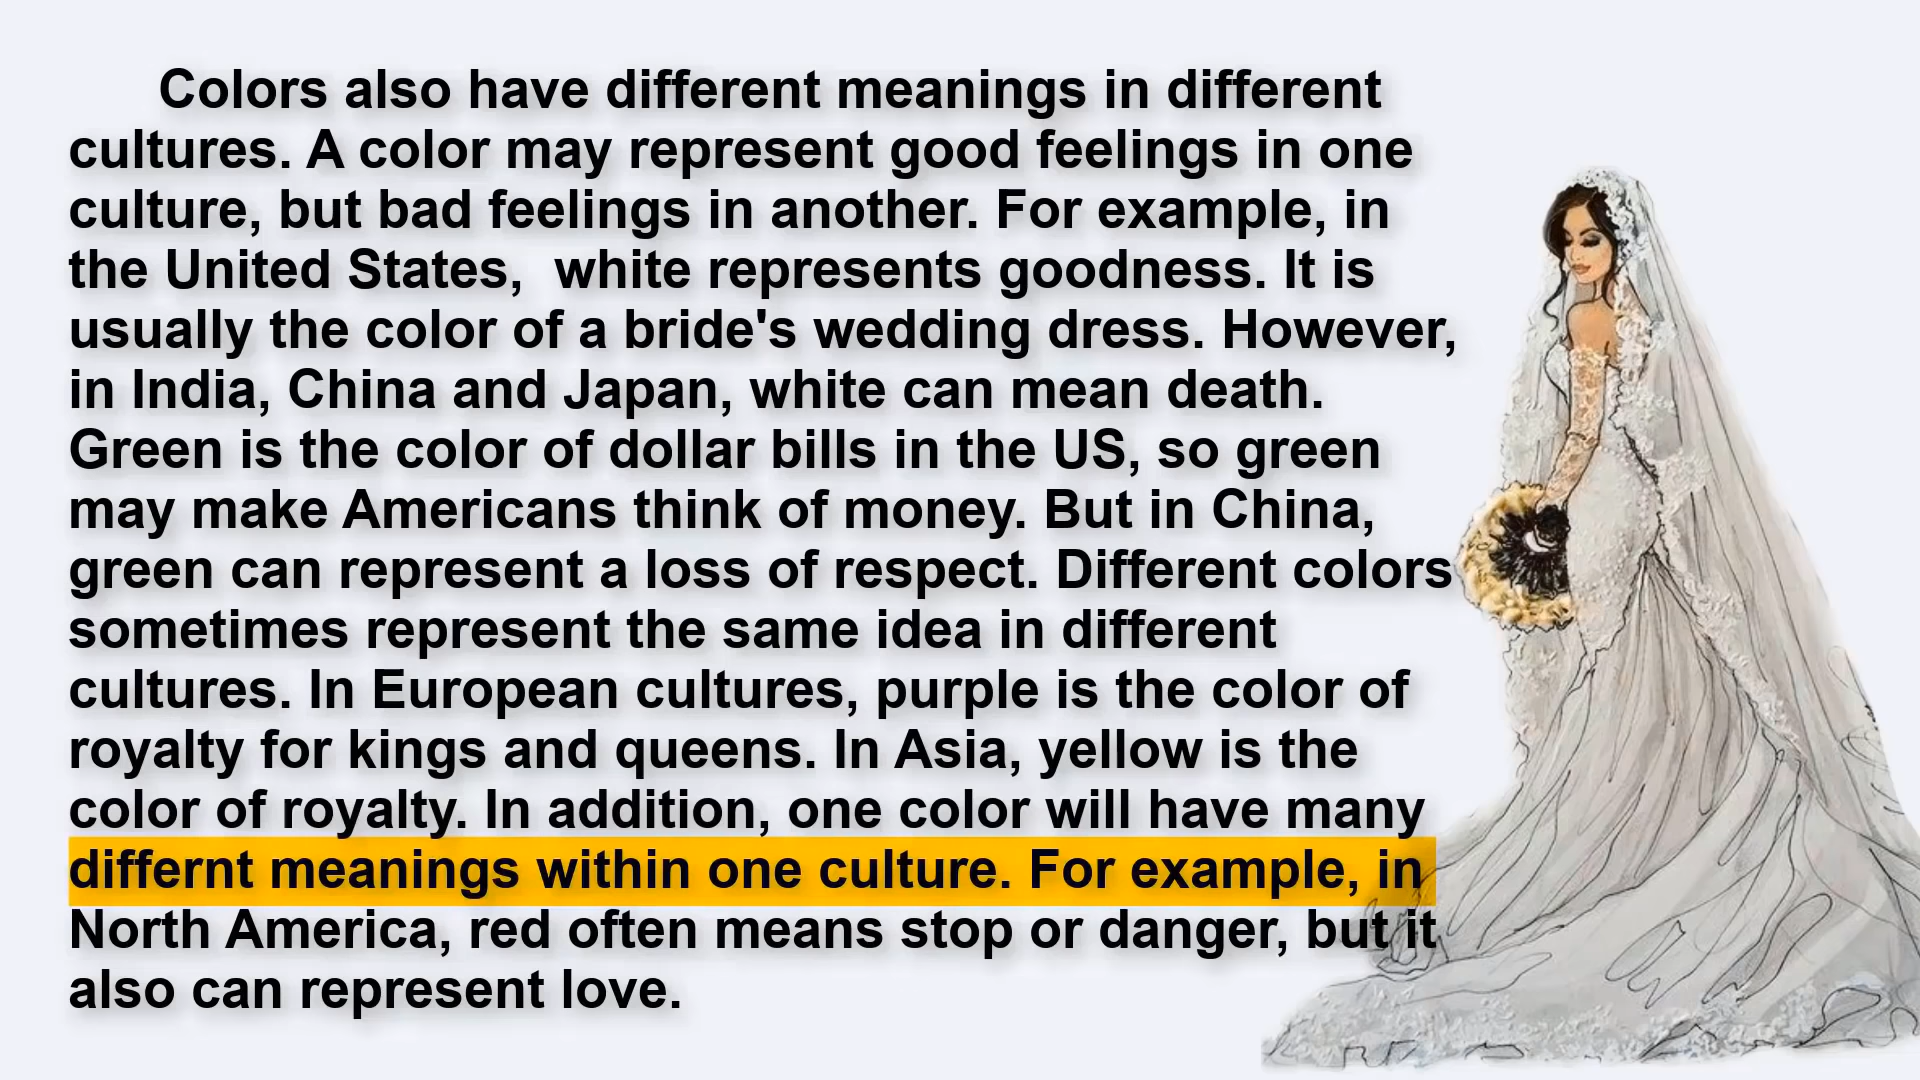 Colors also have different meanings in different
cultures. A color may represent good feelings in one
culture, but bad feelings in another. For example, in
the United States,  white represents goodness. It is
usually the color of a bride's wedding dress. However,
in India, China and Japan, white can mean death.
Green is the color of dollar bills in the US, so green
may make Americans think of money. But in China,
green can represent a loss of respect. Different colors
sometimes represent the same idea in different
cultures. In European cultures, purple is the color of
royalty for kings and queens. In Asia, yellow is the
color of royalty. In addition, one color will have many
differnt meanings within one culture. For example, in
North America, red often means stop or danger, but it
also can represent love.